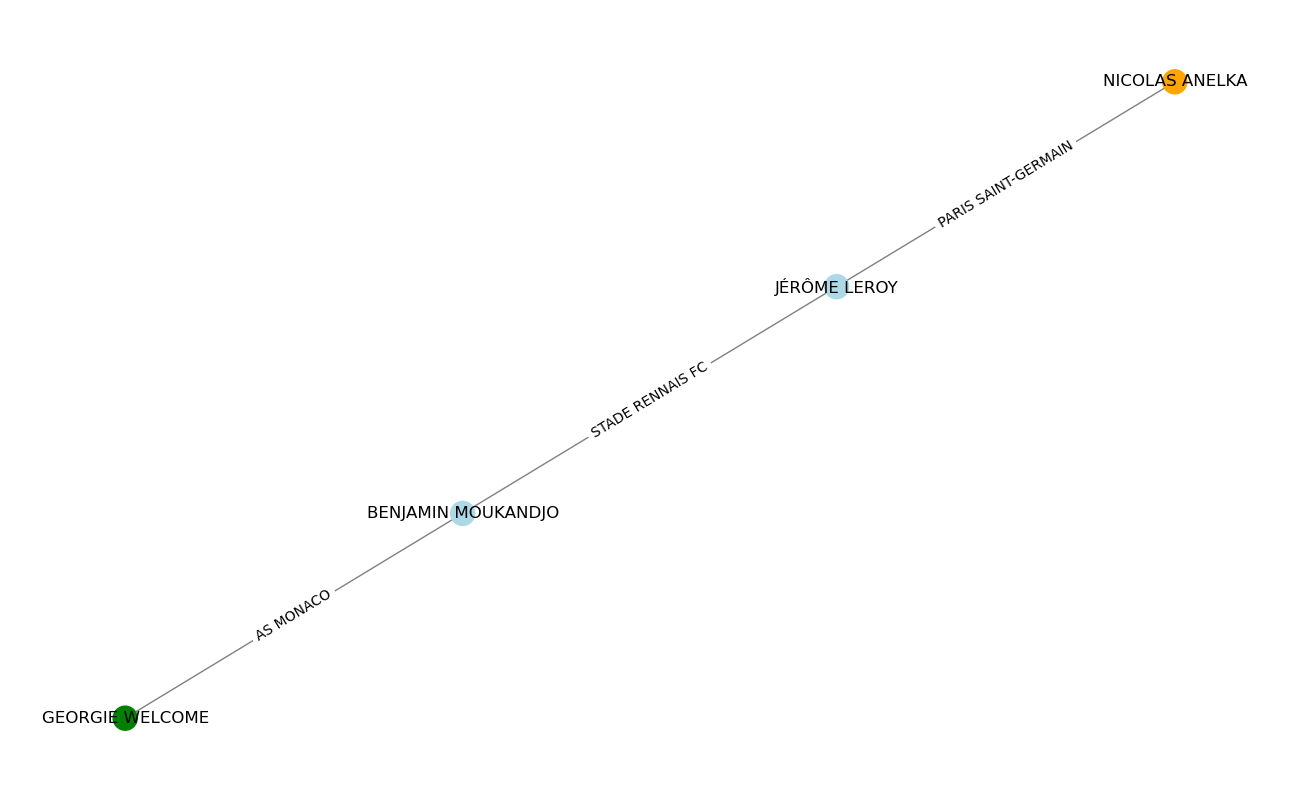 NICOLAS ANELKA
PARIS SAINT-GERMAIN
JÉRÔME LEROY
STADE RENNAIS FC
BENJAMIN MOUKANDJO
AS MONACO
GEORGIE WELCOME